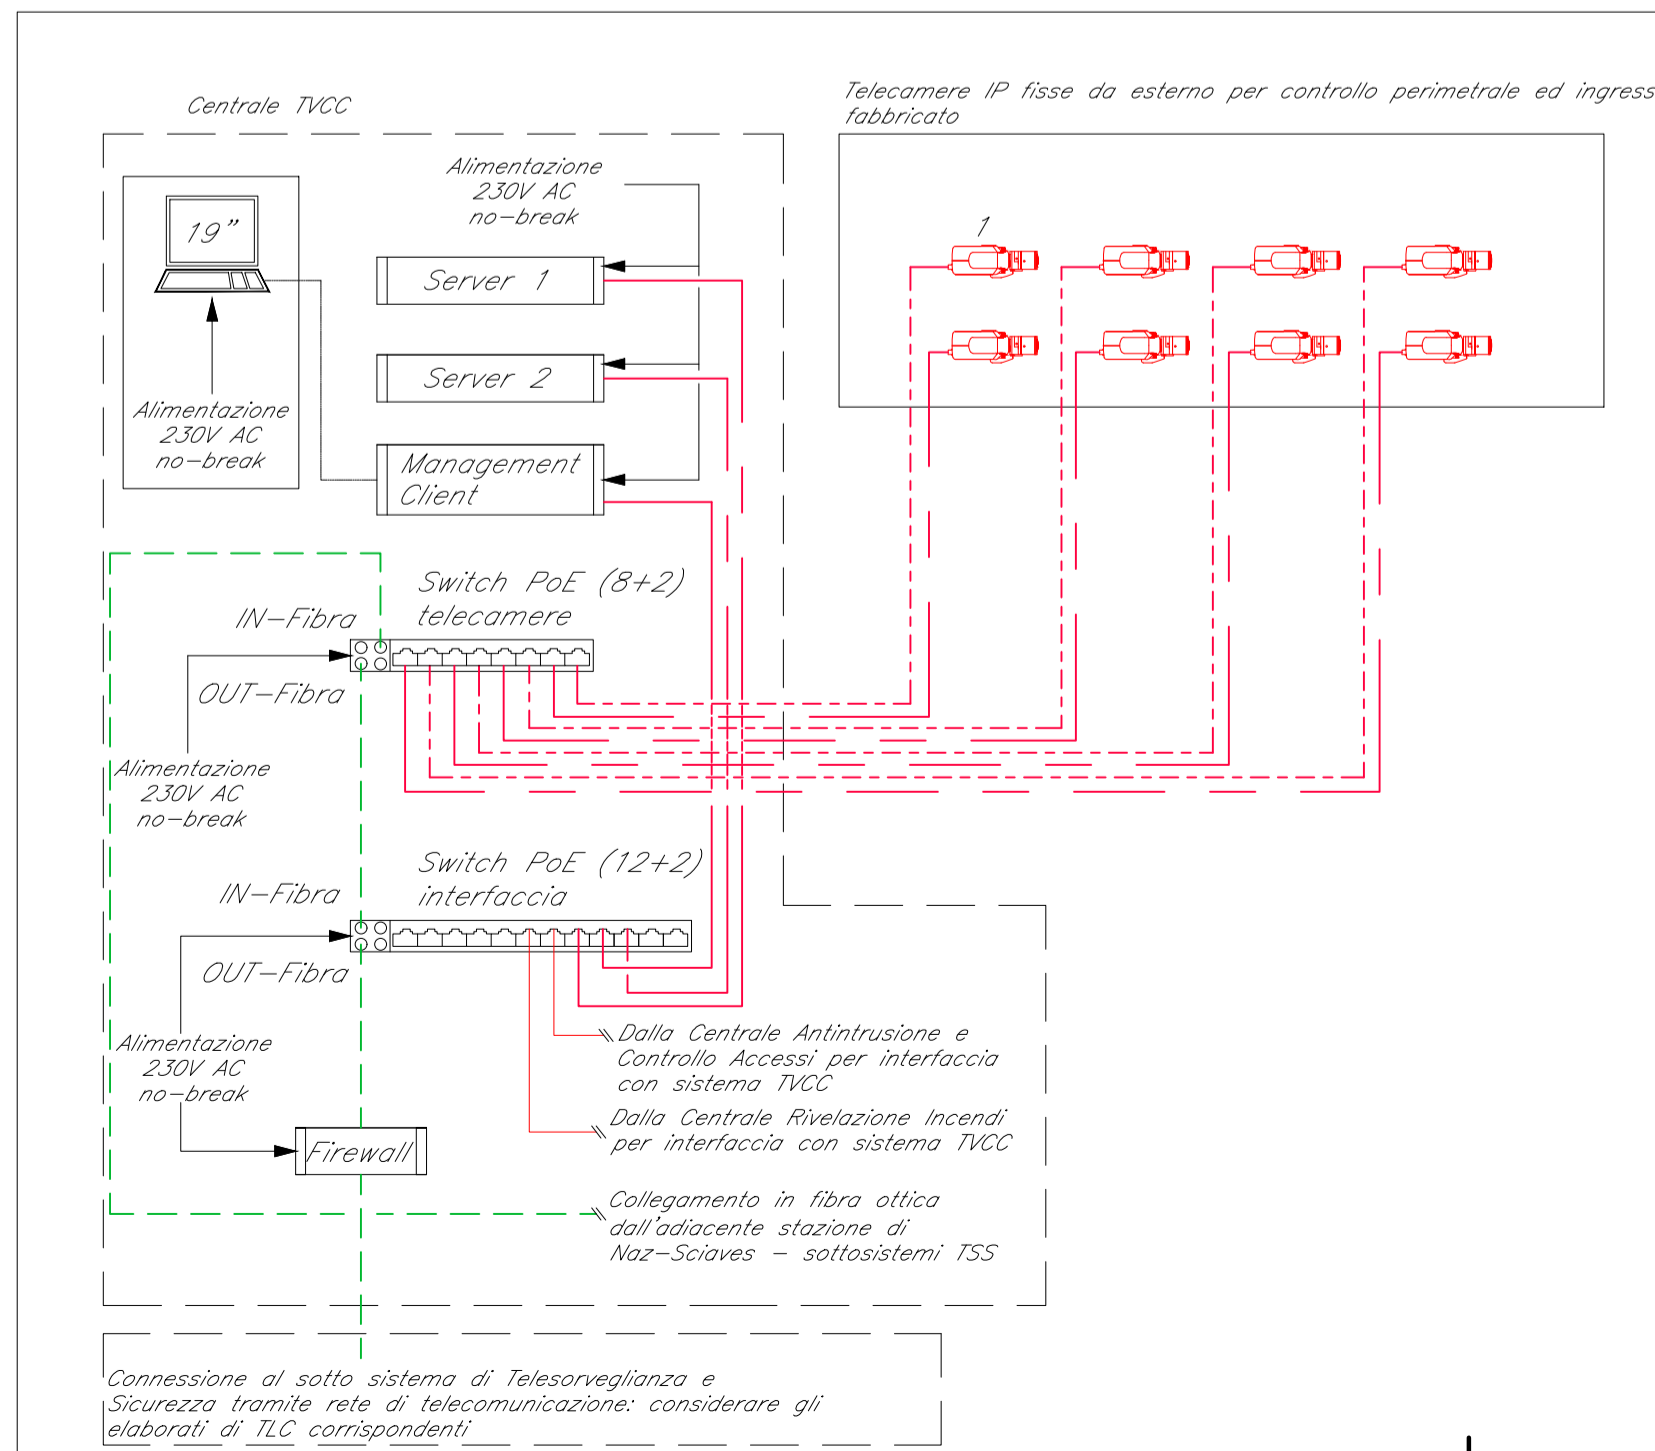 Centrale TVCC
Telecamere IP fisse da esterno per controllo perimetrale ed ingress
fabbricato
Alimentazione
230V AC
no-break
19"
1
Server 1
Server 2
Alimentazione
230V AC
no-break
Management
Client
Switch PoE (8+2)
telecamere
IN-Fibra
OUT-Fibra
Alimentazione
230V AC
no-break
Switch PoE (12+2)
interfaccia
IN-Fibra
OUT-Fibra
Alimentazione
230V AC
no-break
Dalla Centrale Antintrusione e
Controllo Accessi per interfaccia
con sistema TVCC
Dalla Centrale Rivelazione Incendi
per interfaccia con sistema TVCC
Firewall
Collegamento in fibra ottica
dall'adiacente stazione di
Naz-Sciaves - sottosistemi TSS
Connessione al sotto sistema di Telesorveglianza e
Sicurezza tramite rete di telecomunicazione: considerare gli
elaborati di TLC corrispondenti